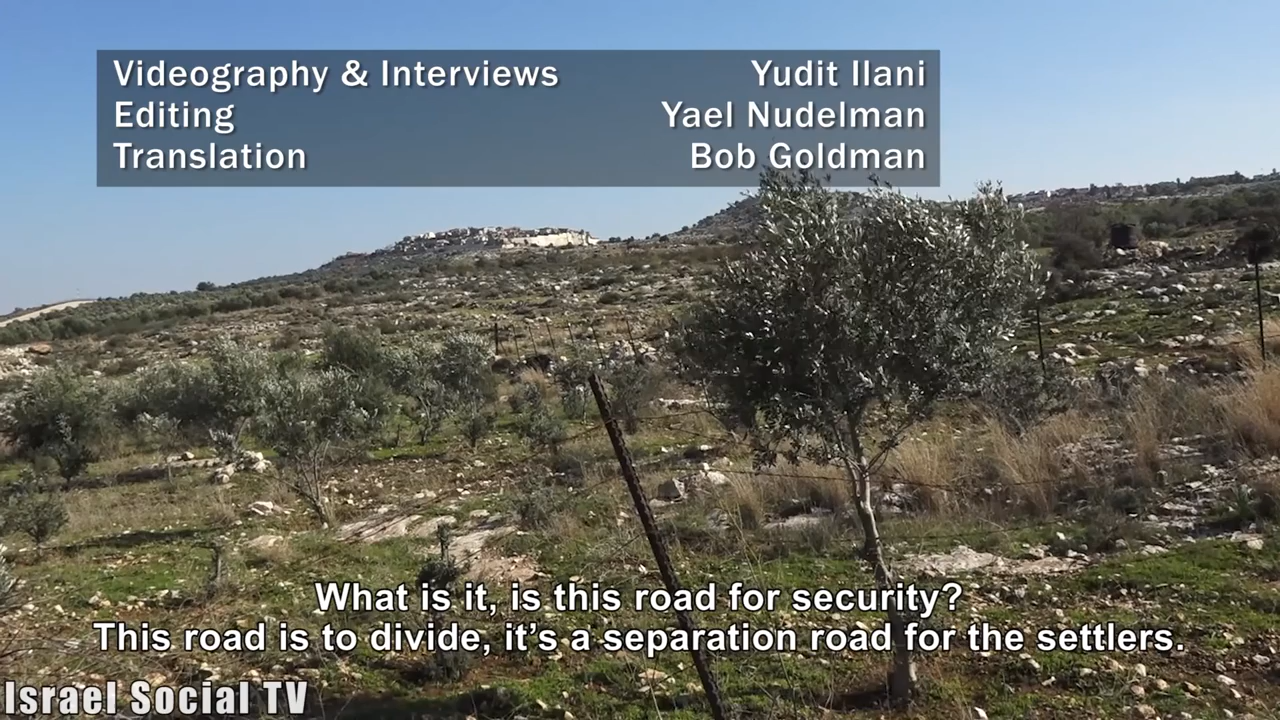 Videography & Interviews Yudit Ilani
Editing Yael Nudelman
Translation Bob Goldman
What is it, is this road for security?
This road is to divide, it's a separation road for the settlers.
Israel Social TV